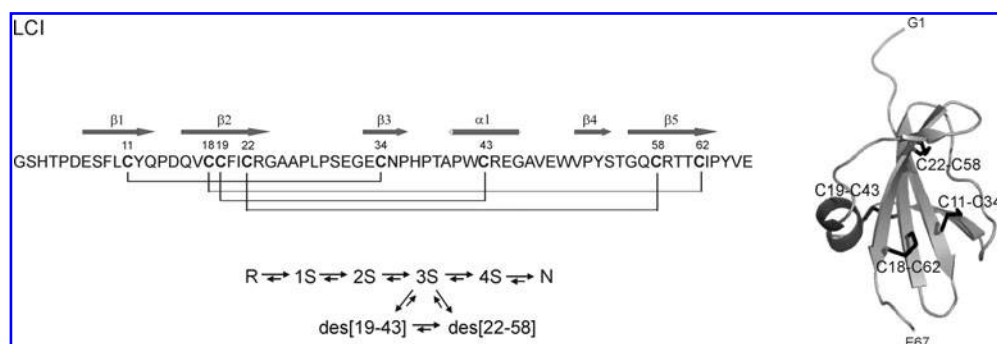 LCI
G1
β1 β2 β3 α1 β4 β5
11 18 19 22 34 43 58 62
GSHTPDESFLCYQPDQVCCFICRGAAPLPSEGECNPHPTAPWCREGAVEWVPYSTGQCRTTCIPYVE
C22-C58
C19-C43
C11-C34
C18-C62
R 1S 2S 3S 4S N
des[19-43] des[22-58]
E67